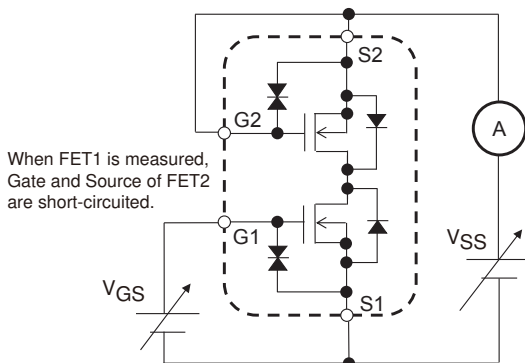 S2
G2
A
When FET1 is measured,
Gate and Source of FET2
are short-circuited.
G1
VSS
VGS
S1